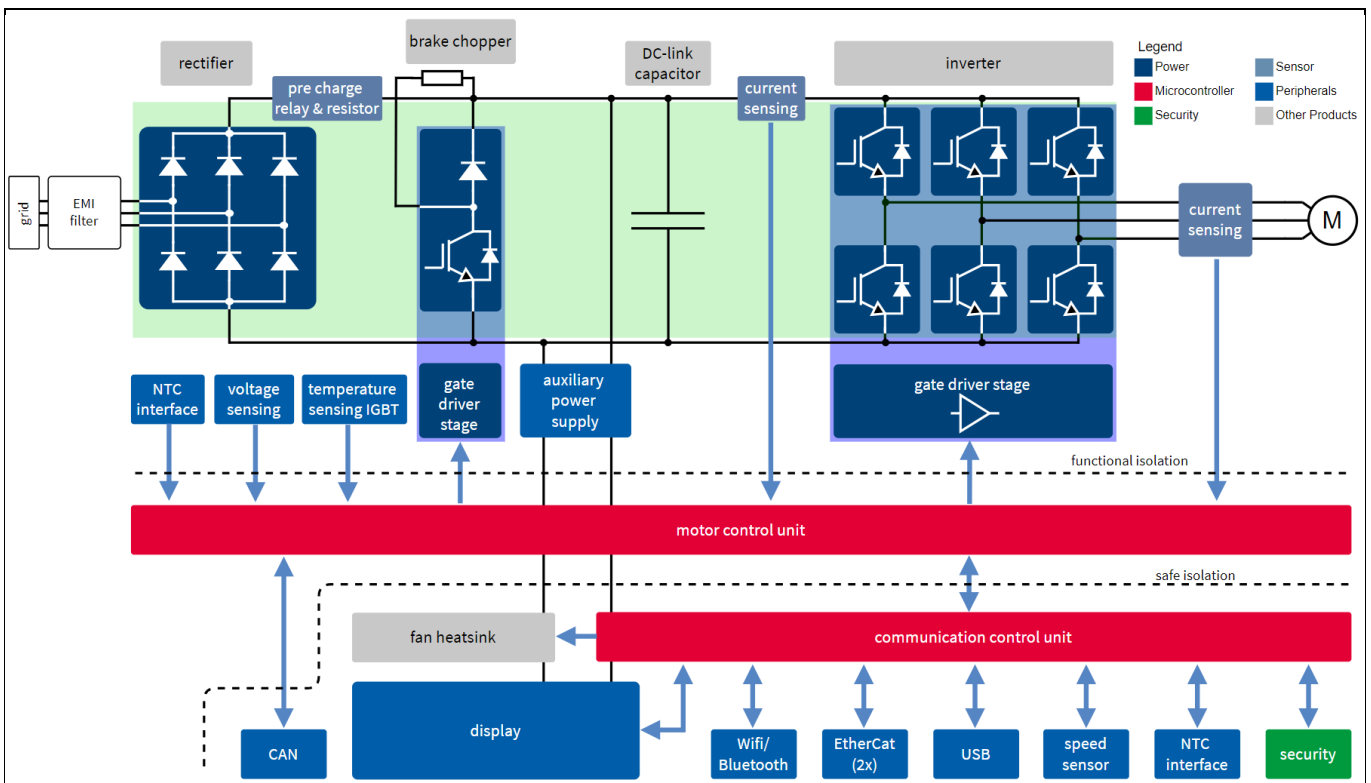 brake chopper
Legend
Power
Sensor
Microcontroller
Peripherals
Security
Other Products
rectifier
DC-link
capacitor
inverter
pre charge
relay & resistor
current
sensing
grid
EMI
filter
current
sensing
M
NTC
interface
voltage
sensing
temperature
sensing IGBT
gate
driver
stage
auxiliary
power
supply
gate driver stage
functional isolation
motor control unit
safe isolation
fan heatsink
communication control unit
display
CAN
Wifi/
Bluetooth
EtherCat
(2x)
USB
speed
sensor
NTC
interface
security